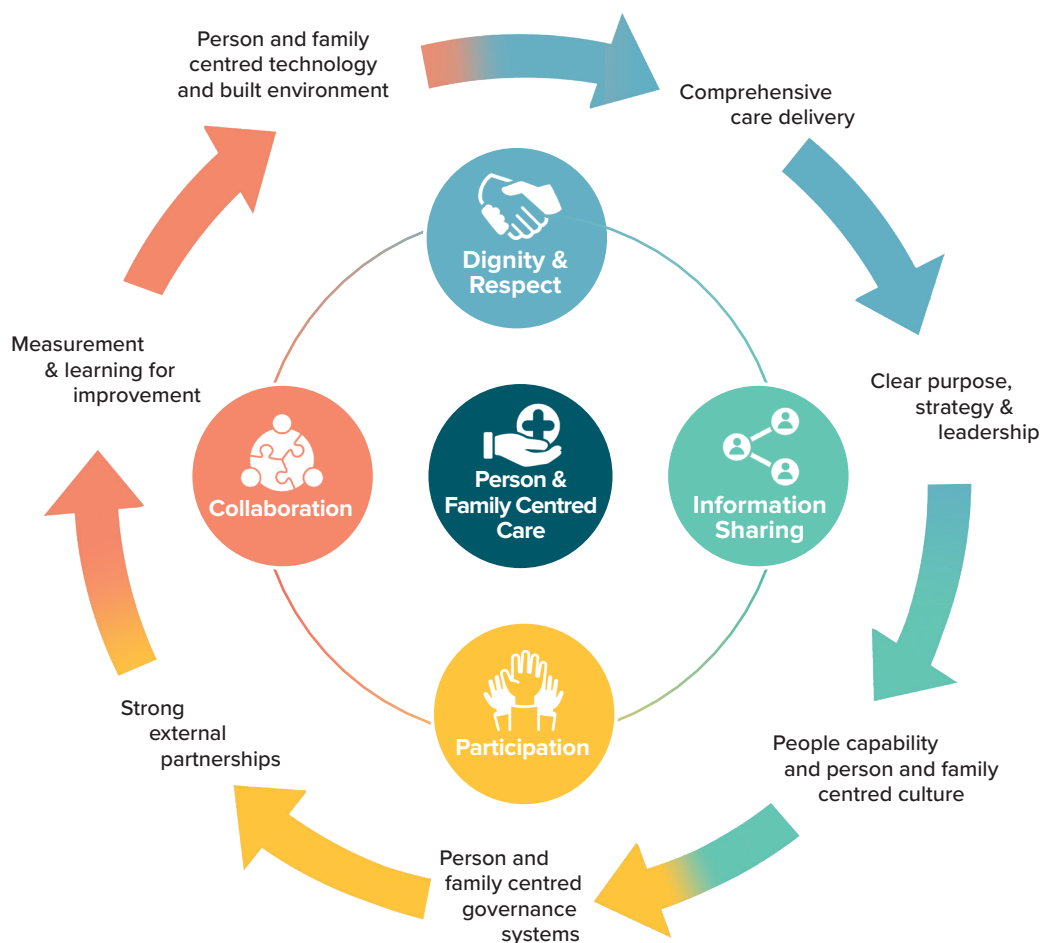 Person and family
centred technology
and built environment
Comprehensive
care delivery
Clear purpose,
strategy &
leadership
People capability
and person and family
centred culture
Person and
family centred
governance
systems
Strong
external
partnerships
Measurement
& learning for
improvement
Dignity &
Respect
Information
Sharing
Participation
Collaboration
Person &
Family Centred
Care